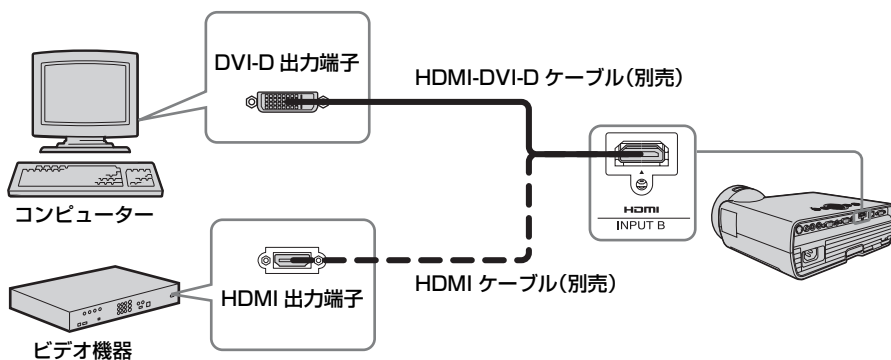 DVI-D 出力端子
HDMI-DVI-D ケーブル（別売）
コンピューター
HDMI
INPUT B
HDMI 出力端子
HDMI ケーブル（別売）
ビデオ機器